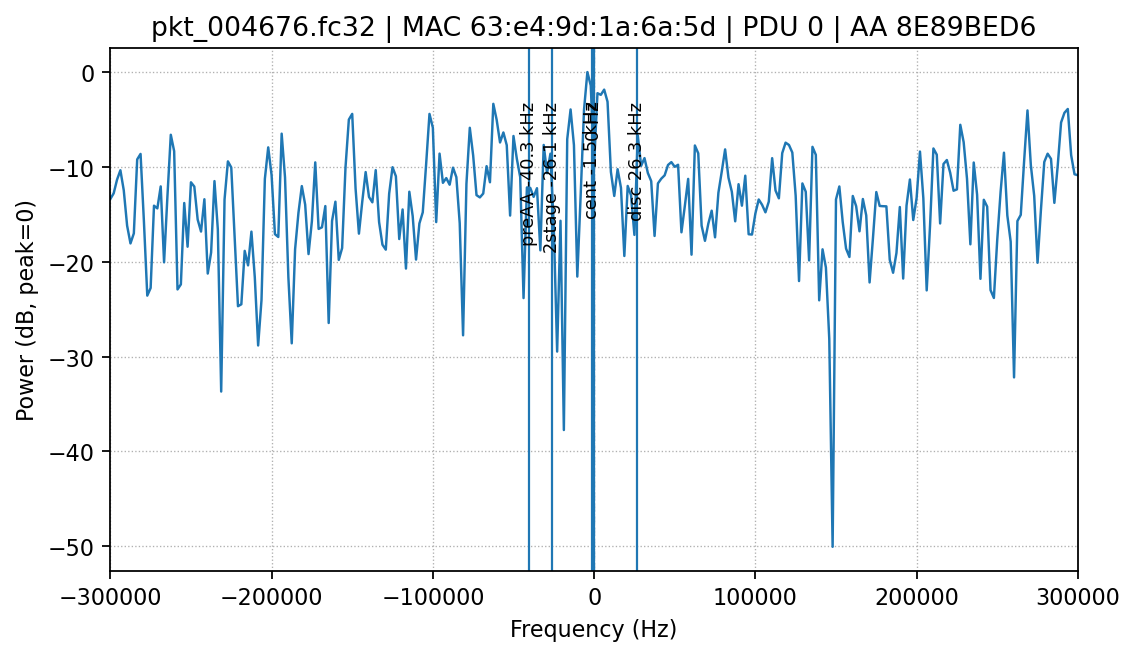 pkt_004676.fc32 | MAC 63:e4:9d:1a:6a:5d | PDU 0 | AA 8E89BED6
Power (dB, peak=0)
0
−10
−20
−30
−40
−50
preAA -40.3 kHz
2stage -26.1 kHz
cent -1.5 kHz
disc 26.3 kHz
−300000
−200000
−100000
0
100000
200000
300000
Frequency (Hz)